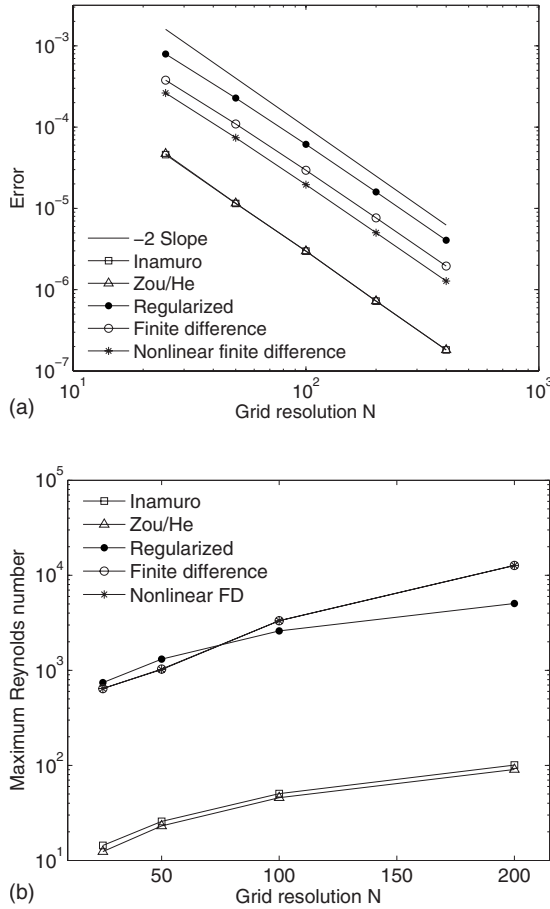 10^-3
10^-4
10^-5
10^-6
10^-7
Error
−2 Slope
Inamuro
Zou/He
Regularized
Finite difference
Nonlinear finite difference
10^1
10^2
10^3
(a)
Grid resolution N
10^5
10^4
10^3
10^2
10^1
Maximum Reynolds number
Inamuro
Zou/He
Regularized
Finite difference
Nonlinear FD
50
100
150
200
(b)
Grid resolution N